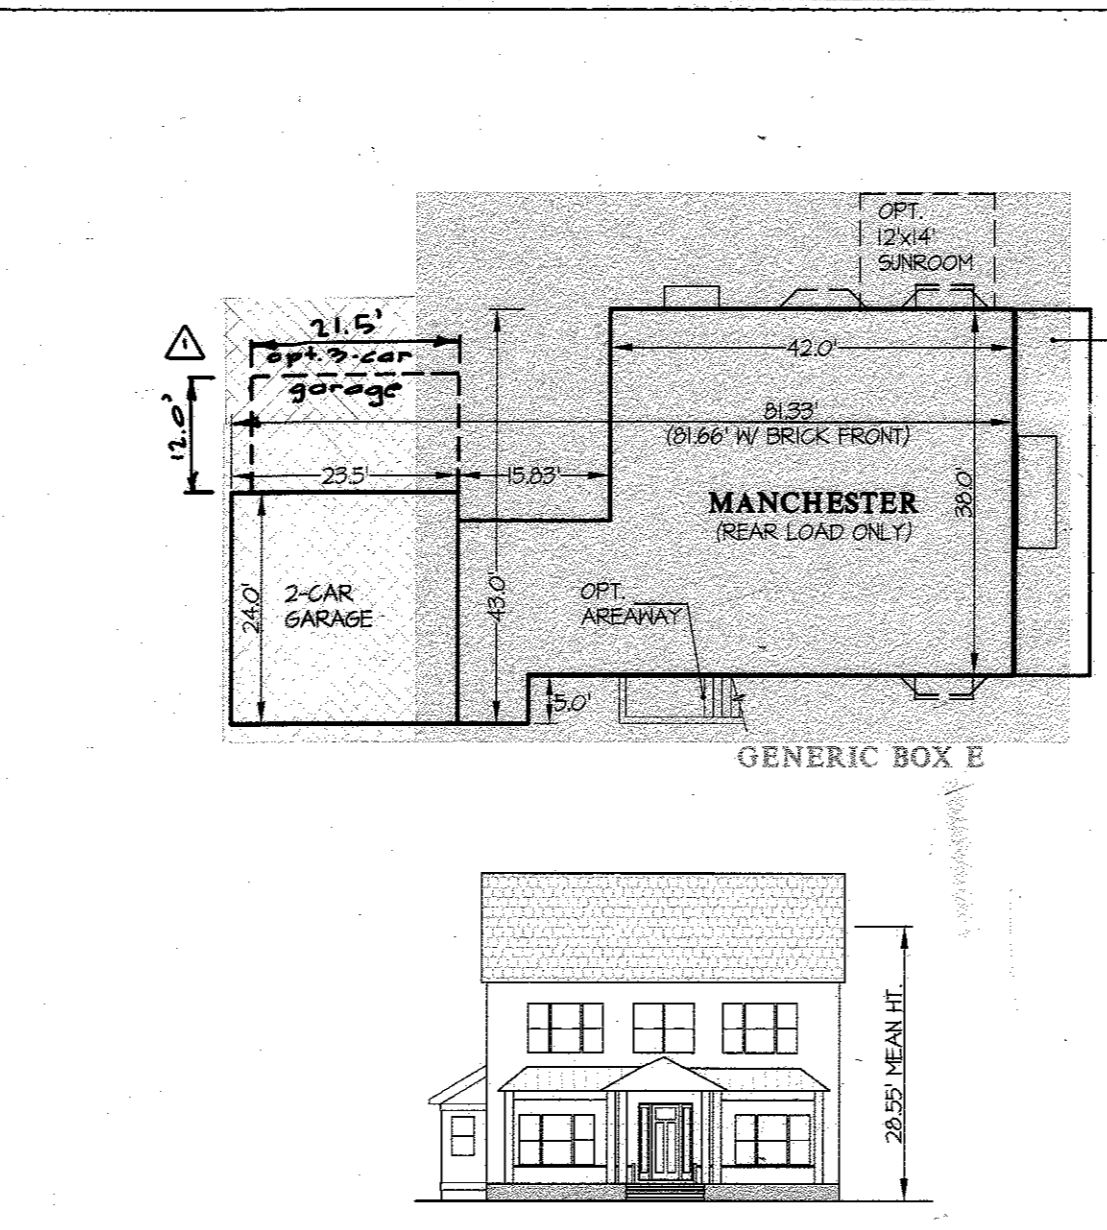 OPT.
12'x14'
SUNROOM
21.5'
opt. 3-car
garage
1
12.0'
42.0'
81.33'
(81.66' W/ BRICK FRONT)
23.5'
15.83'
MANCHESTER
(REAR LOAD ONLY)
38.0'
2-CAR
GARAGE
24.0'
43.0'
OPT.
AREAWAY
5.0'
GENERIC BOX E
28.55' MEAN HT.